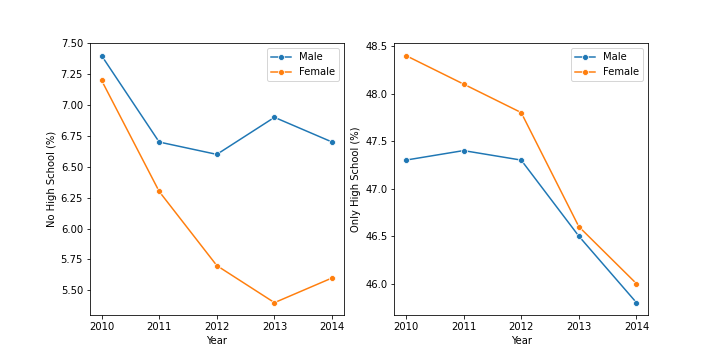 No High School (%)
7.50
7.25
7.00
6.75
6.50
6.25
6.00
5.75
5.50
2010 2011 2012 2013 2014
Year
Male
Female
Only High School (%)
48.5
48.0
47.5
47.0
46.5
46.0
2010 2011 2012 2013 2014
Year
Male
Female